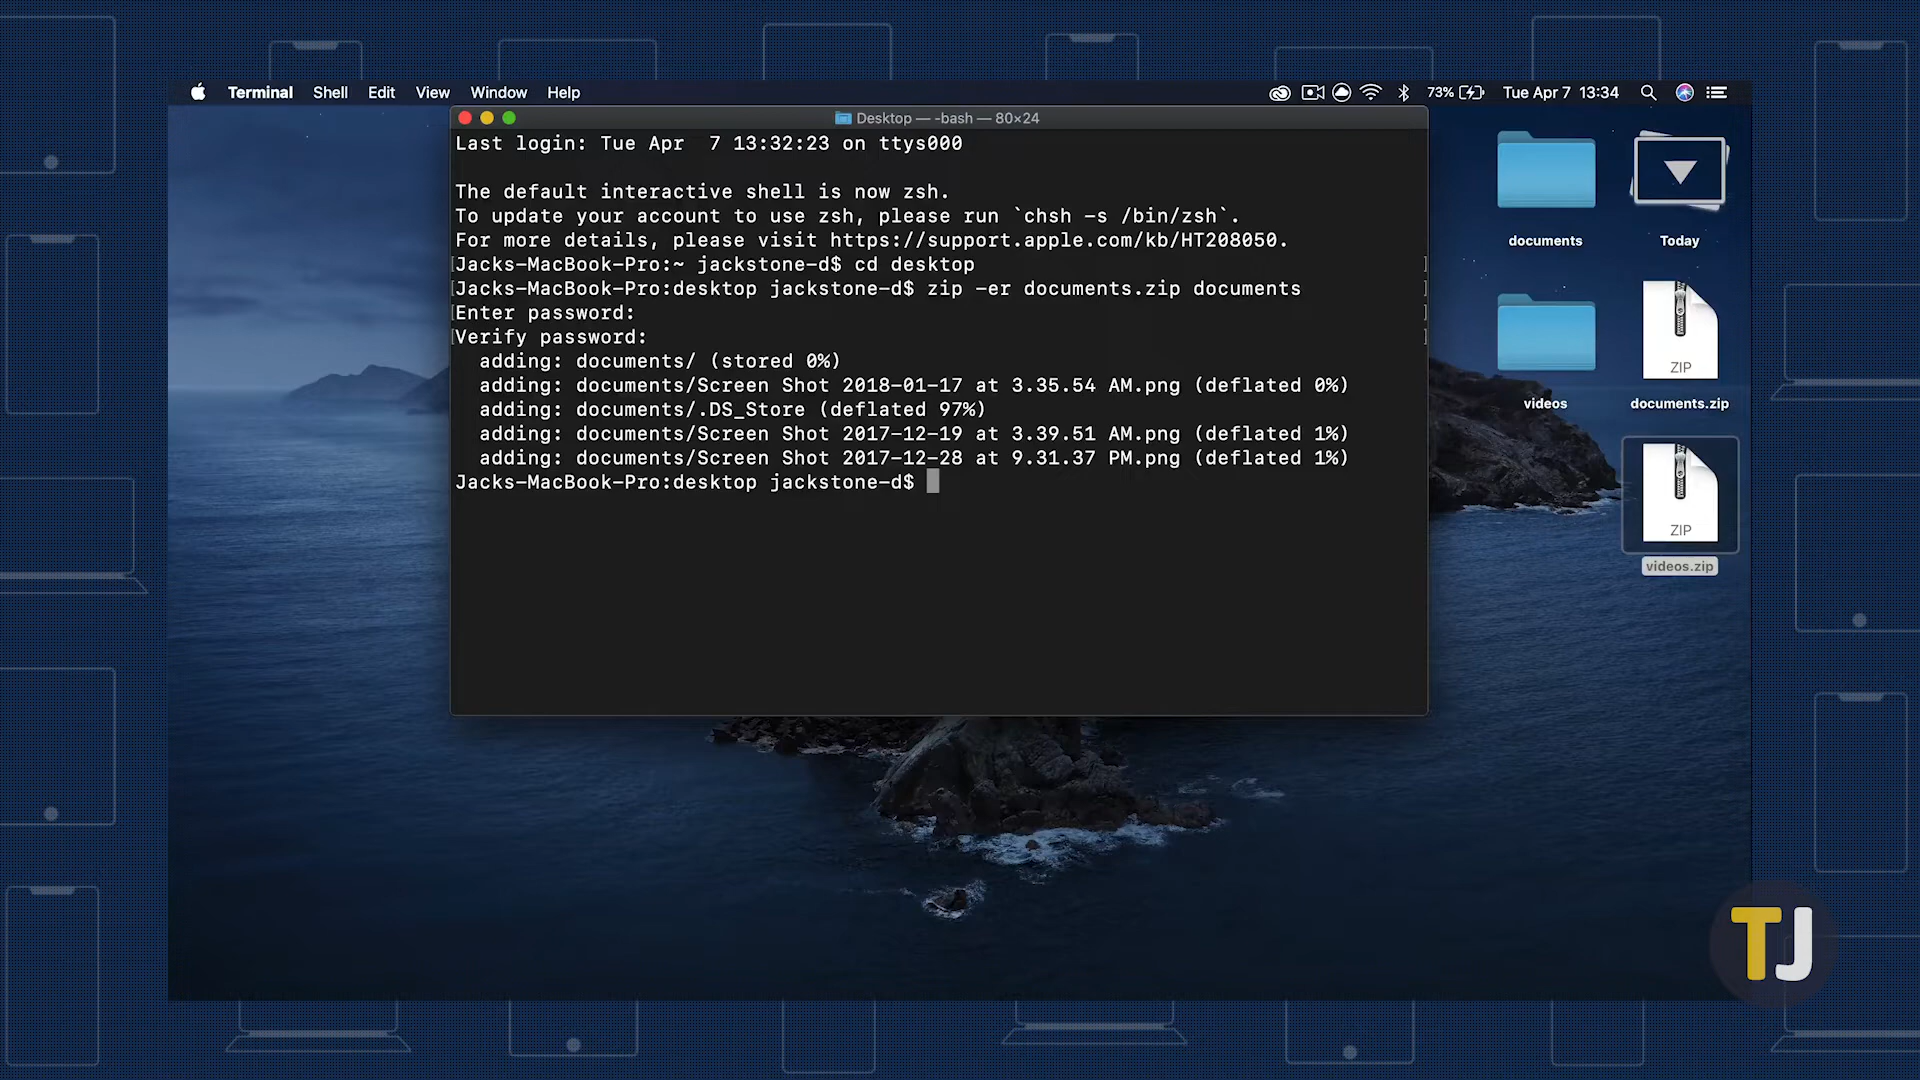 Terminal Shell Edit View Window Help
73% Tue Apr 7 13:34
Desktop — -bash — 80×24
Last login: Tue Apr  7 13:32:23 on ttys000
The default interactive shell is now zsh.
To update your account to use zsh, please run `chsh -s /bin/zsh`.
For more details, please visit https://support.apple.com/kb/HT208050.
[Jacks-MacBook-Pro:~ jackstone-d$ cd desktop ]
[Jacks-MacBook-Pro:desktop jackstone-d$ zip -er documents.zip documents ]
[Enter password: ]
[Verify password: ]
  adding: documents/ (stored 0%)
  adding: documents/Screen Shot 2018-01-17 at 3.35.54 AM.png (deflated 0%)
  adding: documents/.DS_Store (deflated 97%)
  adding: documents/Screen Shot 2017-12-19 at 3.39.51 AM.png (deflated 1%)
  adding: documents/Screen Shot 2017-12-28 at 9.31.37 PM.png (deflated 1%)
Jacks-MacBook-Pro:desktop jackstone-d$
documents
Today
ZIP
videos
documents.zip
ZIP
videos.zip
TJ